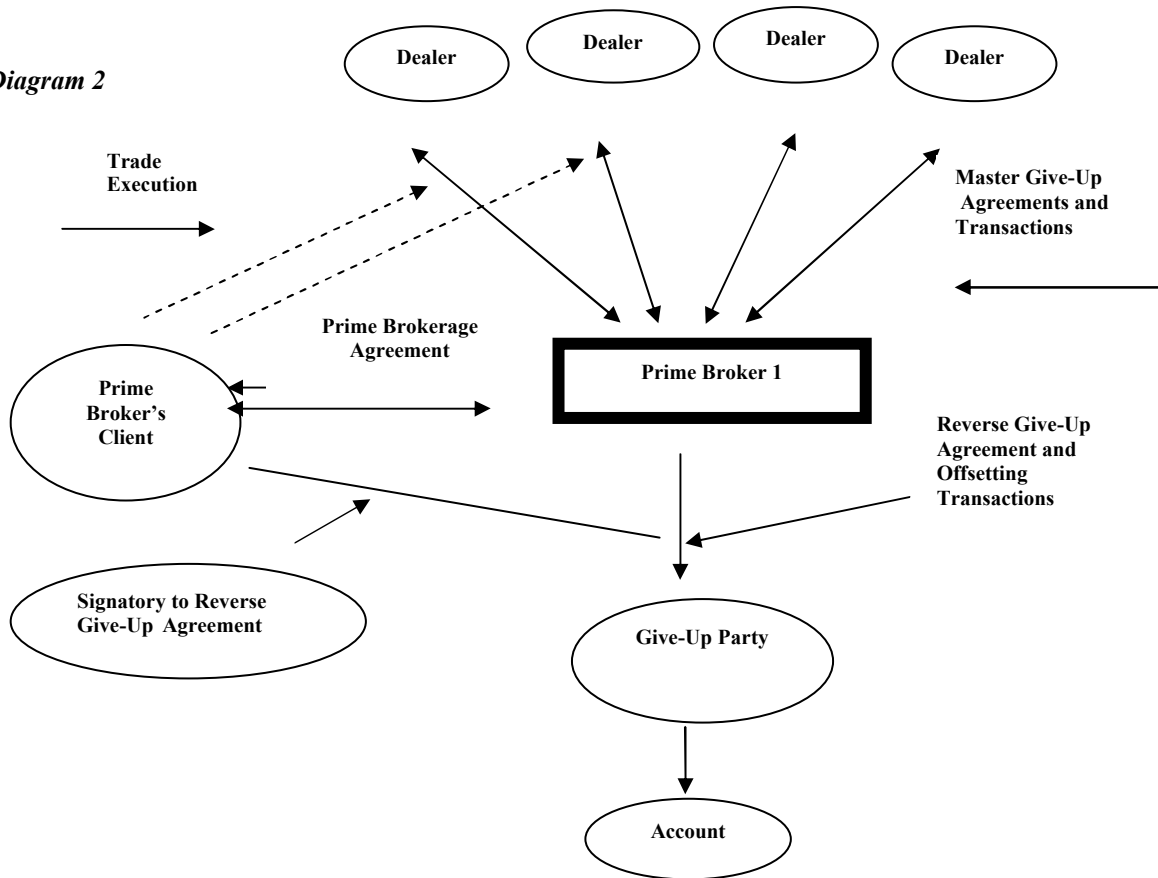 Dealer
Dealer
Dealer
Dealer
Diagram 2
Trade
Execution
Master Give-Up
Agreements and
Transactions
Prime Brokerage
Agreement
Prime
Broker's
Client
Prime Broker 1
Reverse Give-Up
Agreement and
Offsetting
Transactions
Signatory to Reverse
Give-Up Agreement
Give-Up Party
Account